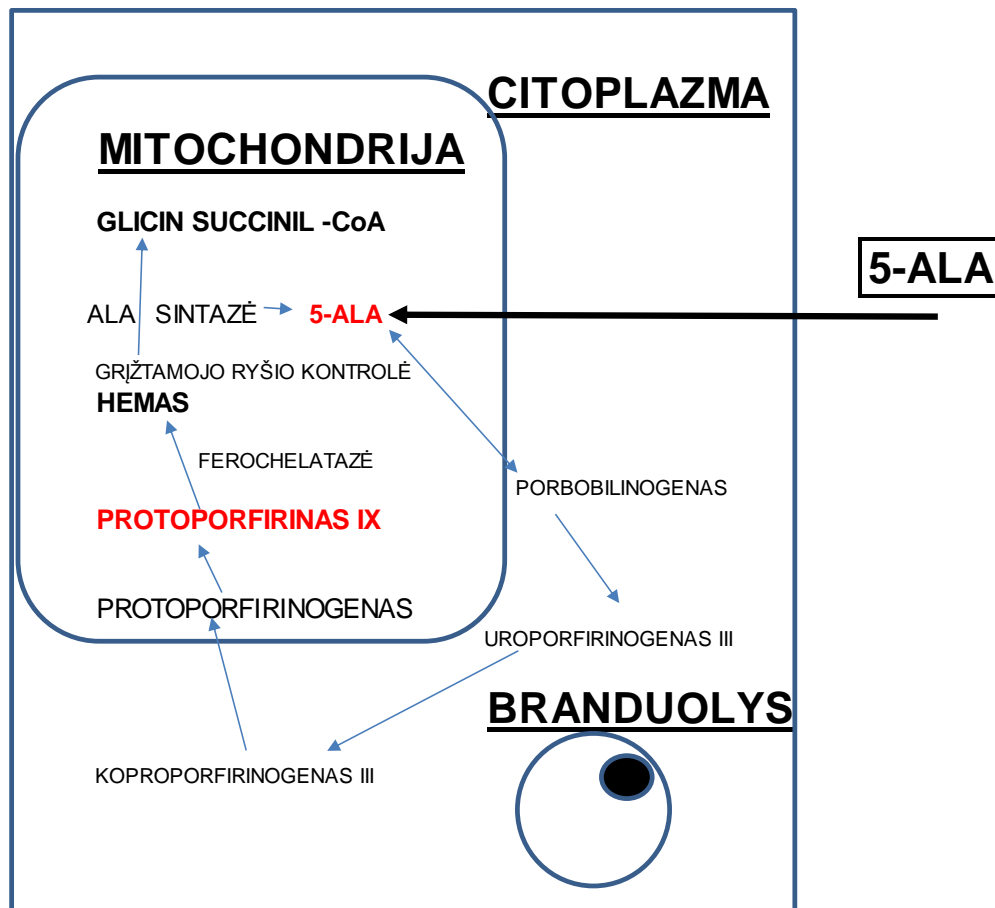 CITOPLAZMA
MITOCHONDRIJA
GLICIN SUCCINIL -CoA
5-ALA
ALA SINTAZĖ 5-ALA
GRĮŽTAMOJO RYŠIO KONTROLĖ
HEMAS
FEROCHELATAZĖ
PORBOBILINOGENAS
PROTOPORFIRINAS IX
PROTOPORFIRINOGENAS
UROPORFIRINOGENAS III
BRANDUOLYS
KOPROPORFIRINOGENAS III